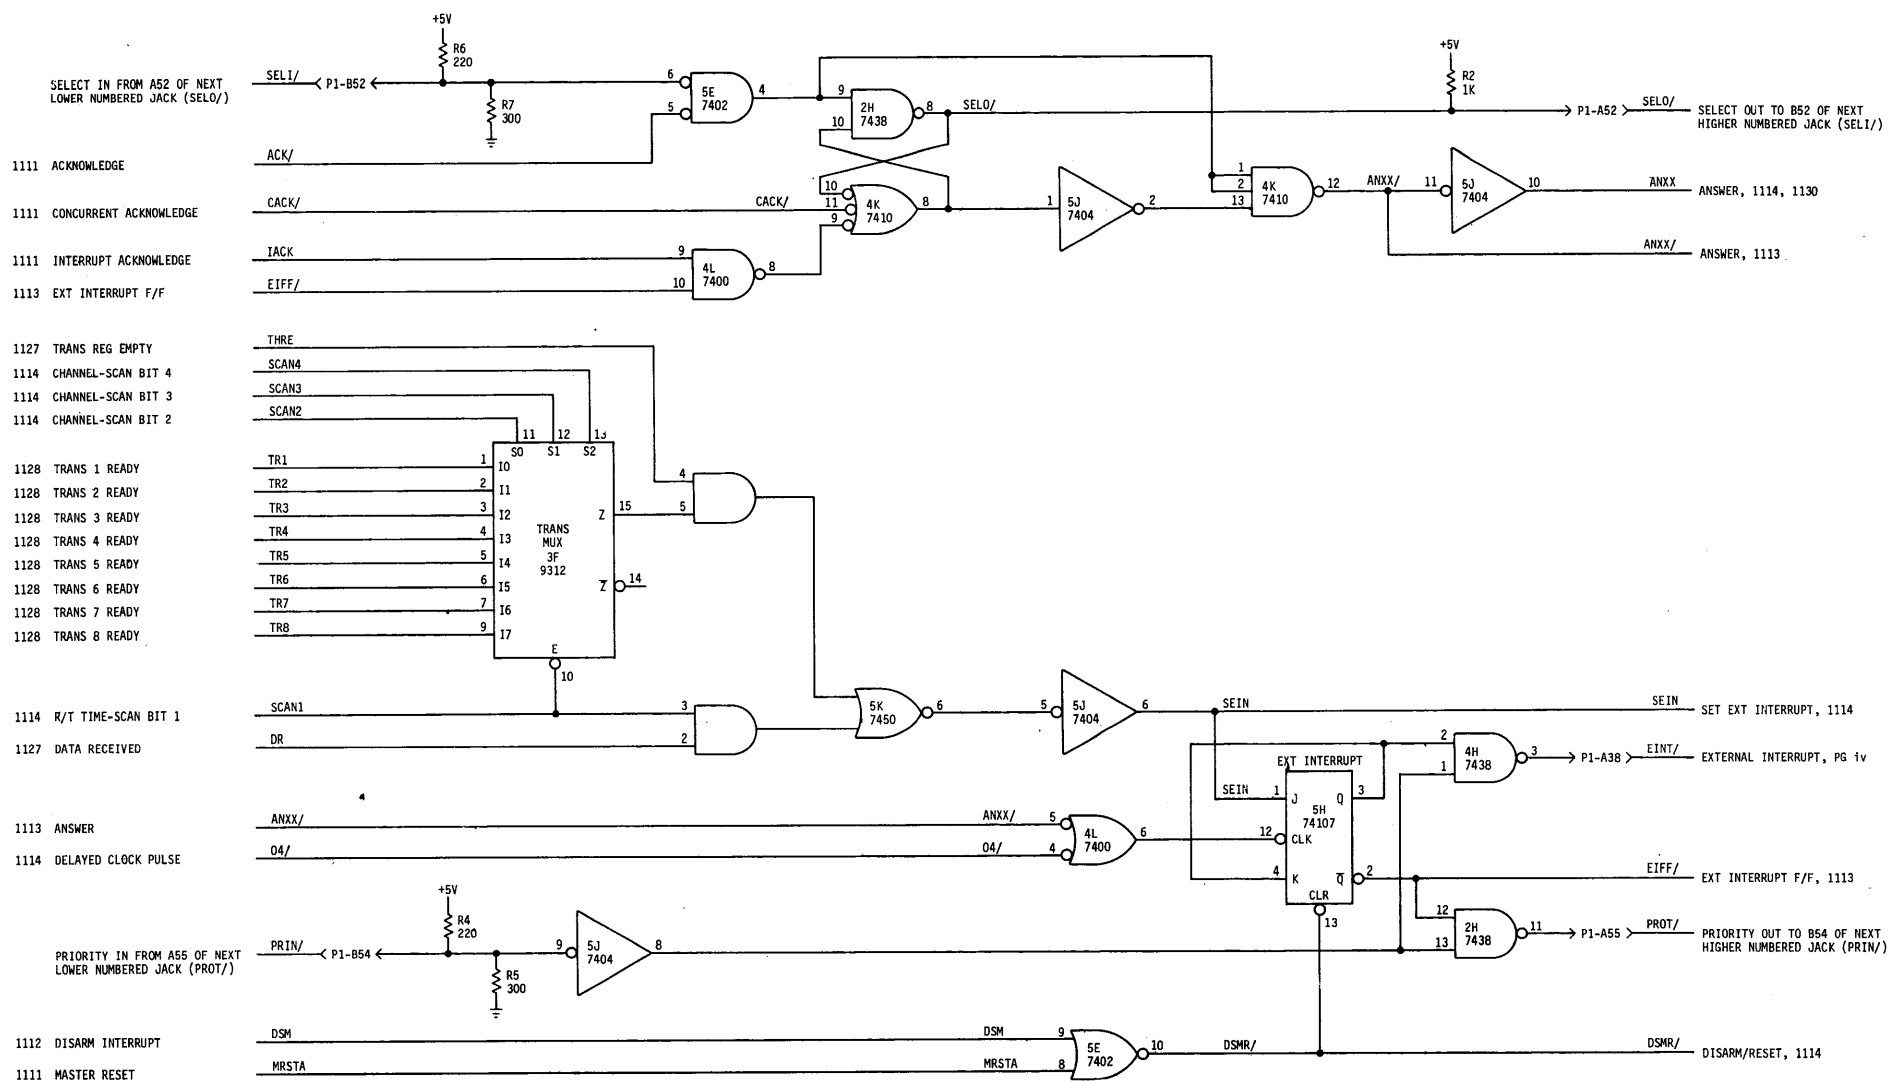 +5V
R6
220
SELECT IN FROM A52 OF NEXT
LOWER NUMBERED JACK (SELO/)
SELI/
P1-B52
R7
300
6
5
5E
7402
4
9
10
2H
7438
8
SELO/
+5V
R2
1K
P1-A52
SELO/
SELECT OUT TO B52 OF NEXT
HIGHER NUMBERED JACK (SELI/)
1111 ACKNOWLEDGE
ACK/
1111 CONCURRENT ACKNOWLEDGE
CACK/
CACK/
10
11
9
4K
7410
8
1
5J
7404
2
1
2
13
4K
7410
12
ANXX/
11
5J
7404
10
ANXX
ANSWER, 1114, 1130
ANXX/
ANSWER, 1113
1111 INTERRUPT ACKNOWLEDGE
IACK
9
1113 EXT INTERRUPT F/F
EIFF/
10
4L
7400
8
1127 TRANS REG EMPTY
THRE
1114 CHANNEL-SCAN BIT 4
SCAN4
1114 CHANNEL-SCAN BIT 3
SCAN3
1114 CHANNEL-SCAN BIT 2
SCAN2
11 12 13
S0 S1 S2
1128 TRANS 1 READY
TR1
1 I0
1128 TRANS 2 READY
TR2
2 I1
1128 TRANS 3 READY
TR3
3 I2
1128 TRANS 4 READY
TR4
4 I3
1128 TRANS 5 READY
TR5
5 I4
1128 TRANS 6 READY
TR6
6 I5
1128 TRANS 7 READY
TR7
7 I6
1128 TRANS 8 READY
TR8
9 I7
TRANS
MUX
3F
9312
Z 15
Z̅ 14
E
10
4
5
1114 R/T TIME-SCAN BIT 1
SCAN1
3
1127 DATA RECEIVED
DR
2
5K
7450
6
5
5J
7404
6
SEIN
SEIN
SET EXT INTERRUPT, 1114
2
1
4H
7438
3
P1-A38
EINT/
EXTERNAL INTERRUPT, PG iv
EXT INTERRUPT
SEIN
1
J
Q
3
5H
74107
12
CLK
4
K
Q̅
2
CLR
13
1113 ANSWER
ANXX/
ANXX/
5
1114 DELAYED CLOCK PULSE
04/
04/
4
4L
7400
6
EIFF/
EXT INTERRUPT F/F, 1113
12
13
2H
7438
11
P1-A55
PROT/
PRIORITY OUT TO B54 OF NEXT
HIGHER NUMBERED JACK (PRIN/)
+5V
R4
220
PRIORITY IN FROM A55 OF NEXT
LOWER NUMBERED JACK (PROT/)
PRIN/
P1-B54
R5
300
9
5J
7404
8
1112 DISARM INTERRUPT
DSM
DSM
9
1111 MASTER RESET
MRSTA
MRSTA
8
5E
7402
10
DSMR/
DSMR/
DISARM/RESET, 1114